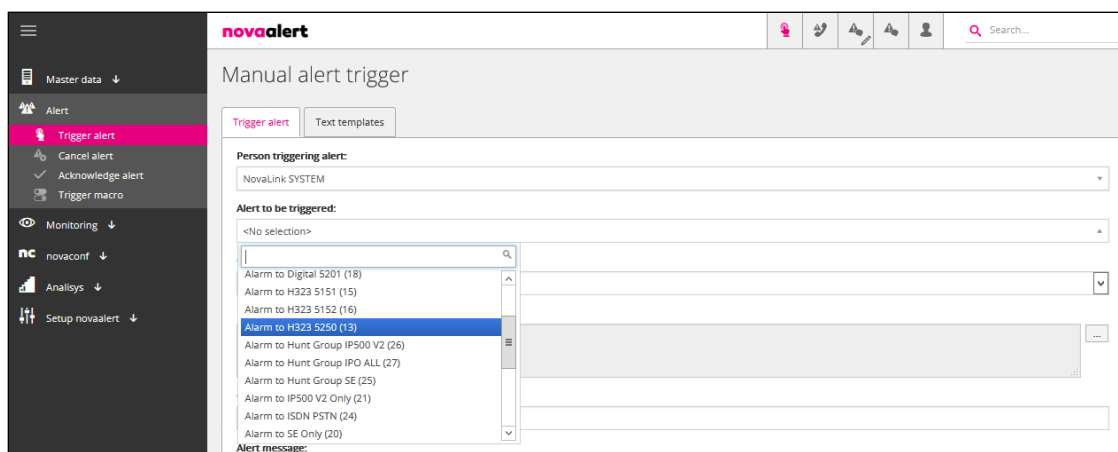 novaalert
Search...
Master data
Alert
Trigger alert
Cancel alert
Acknowledge alert
Trigger macro
Monitoring
nc novaconf
Analisys
Setup novaalert
Manual alert trigger
Trigger alert
Text templates
Person triggering alert:
NovaLink SYSTEM
Alert to be triggered:
<No selection>
Alarm to Digital 5201 (18)
Alarm to H323 5151 (15)
Alarm to H323 5152 (16)
Alarm to H323 5250 (13)
Alarm to Hunt Group IP500 V2 (26)
Alarm to Hunt Group IPO ALL (27)
Alarm to Hunt Group SE (25)
Alarm to IP500 V2 Only (21)
Alarm to ISDN PSTN (24)
Alarm to SE Only (20)
...
Alert message: